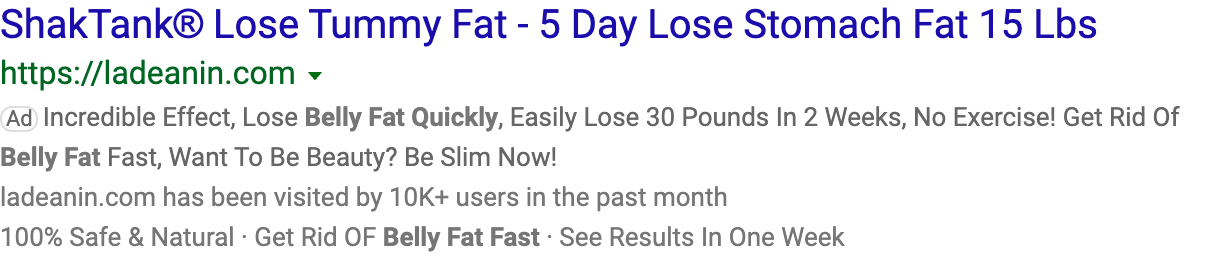 ShakTank® Lose Tummy Fat - 5 Day Lose Stomach Fat 15 Lbs
https://ladeanin.com
Ad Incredible Effect, Lose Belly Fat Quickly, Easily Lose 30 Pounds In 2 Weeks, No Exercise! Get Rid Of
Belly Fat Fast, Want To Be Beauty? Be Slim Now!
ladeanin.com has been visited by 10K+ users in the past month
100% Safe & Natural · Get Rid OF Belly Fat Fast · See Results In One Week